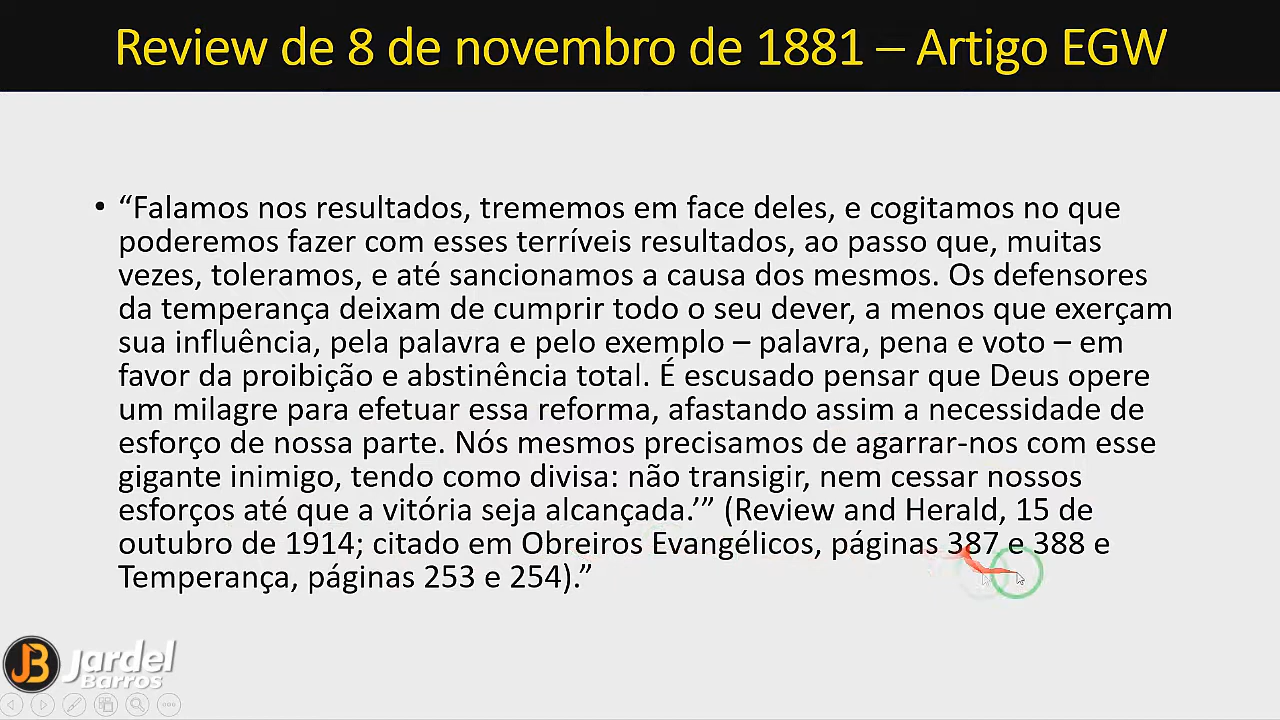 Review de 8 de novembro de 1881 – Artigo EGW
• “Falamos nos resultados, trememos em face deles, e cogitamos no que
poderemos fazer com esses terríveis resultados, ao passo que, muitas
vezes, toleramos, e até sancionamos a causa dos mesmos. Os defensores
da temperança deixam de cumprir todo o seu dever, a menos que exerçam
sua influência, pela palavra e pelo exemplo – palavra, pena e voto – em
favor da proibição e abstinência total. É escusado pensar que Deus opere
um milagre para efetuar essa reforma, afastando assim a necessidade de
esforço de nossa parte. Nós mesmos precisamos de agarrar-nos com esse
gigante inimigo, tendo como divisa: não transigir, nem cessar nossos
esforços até que a vitória seja alcançada.’” (Review and Herald, 15 de
outubro de 1914; citado em Obreiros Evangélicos, páginas 387 e 388 e
Temperança, páginas 253 e 254).”
JB Jardel
Barros